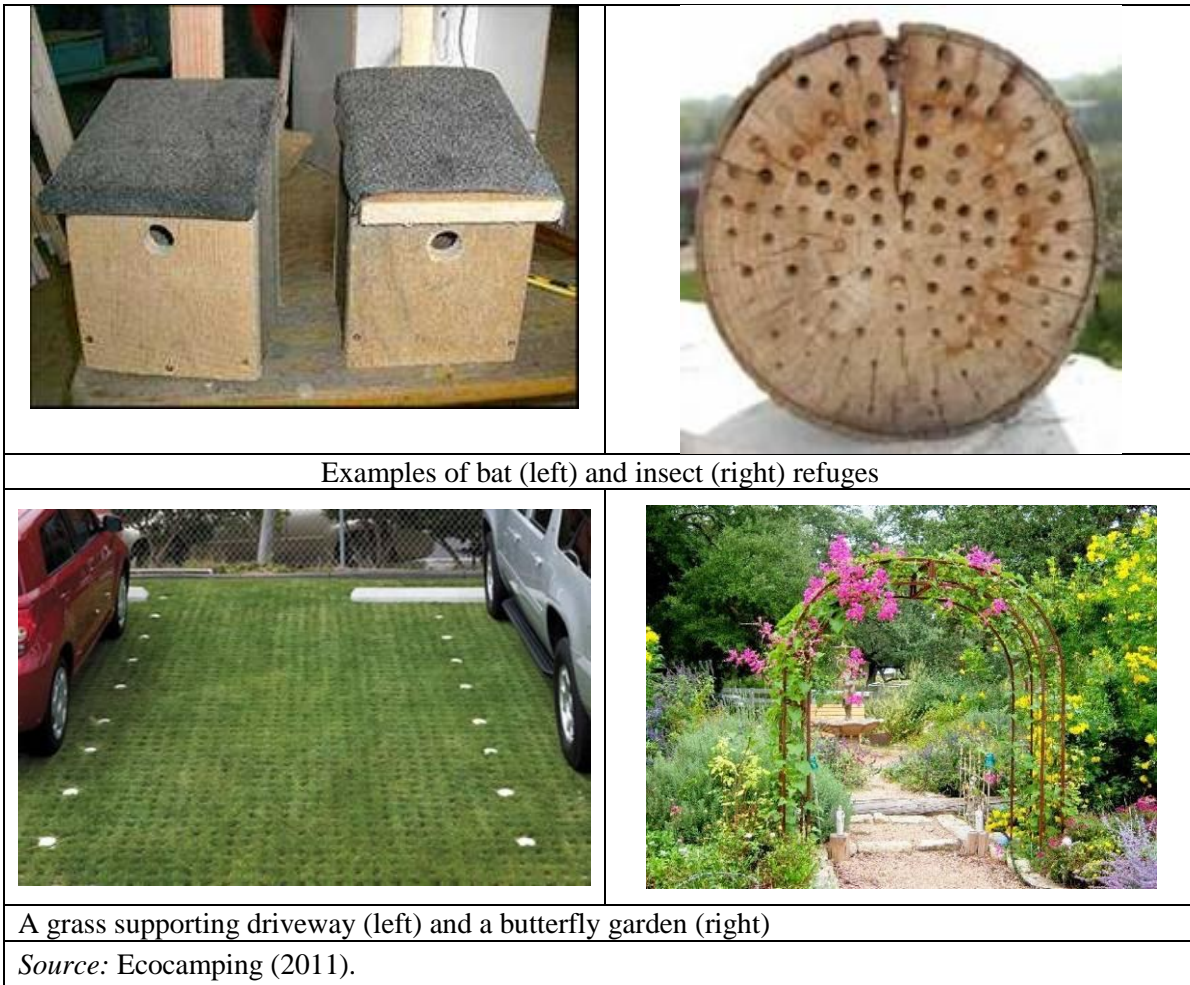 Examples of bat (left) and insect (right) refuges
A grass supporting driveway (left) and a butterfly garden (right)
Source: Ecocamping (2011).